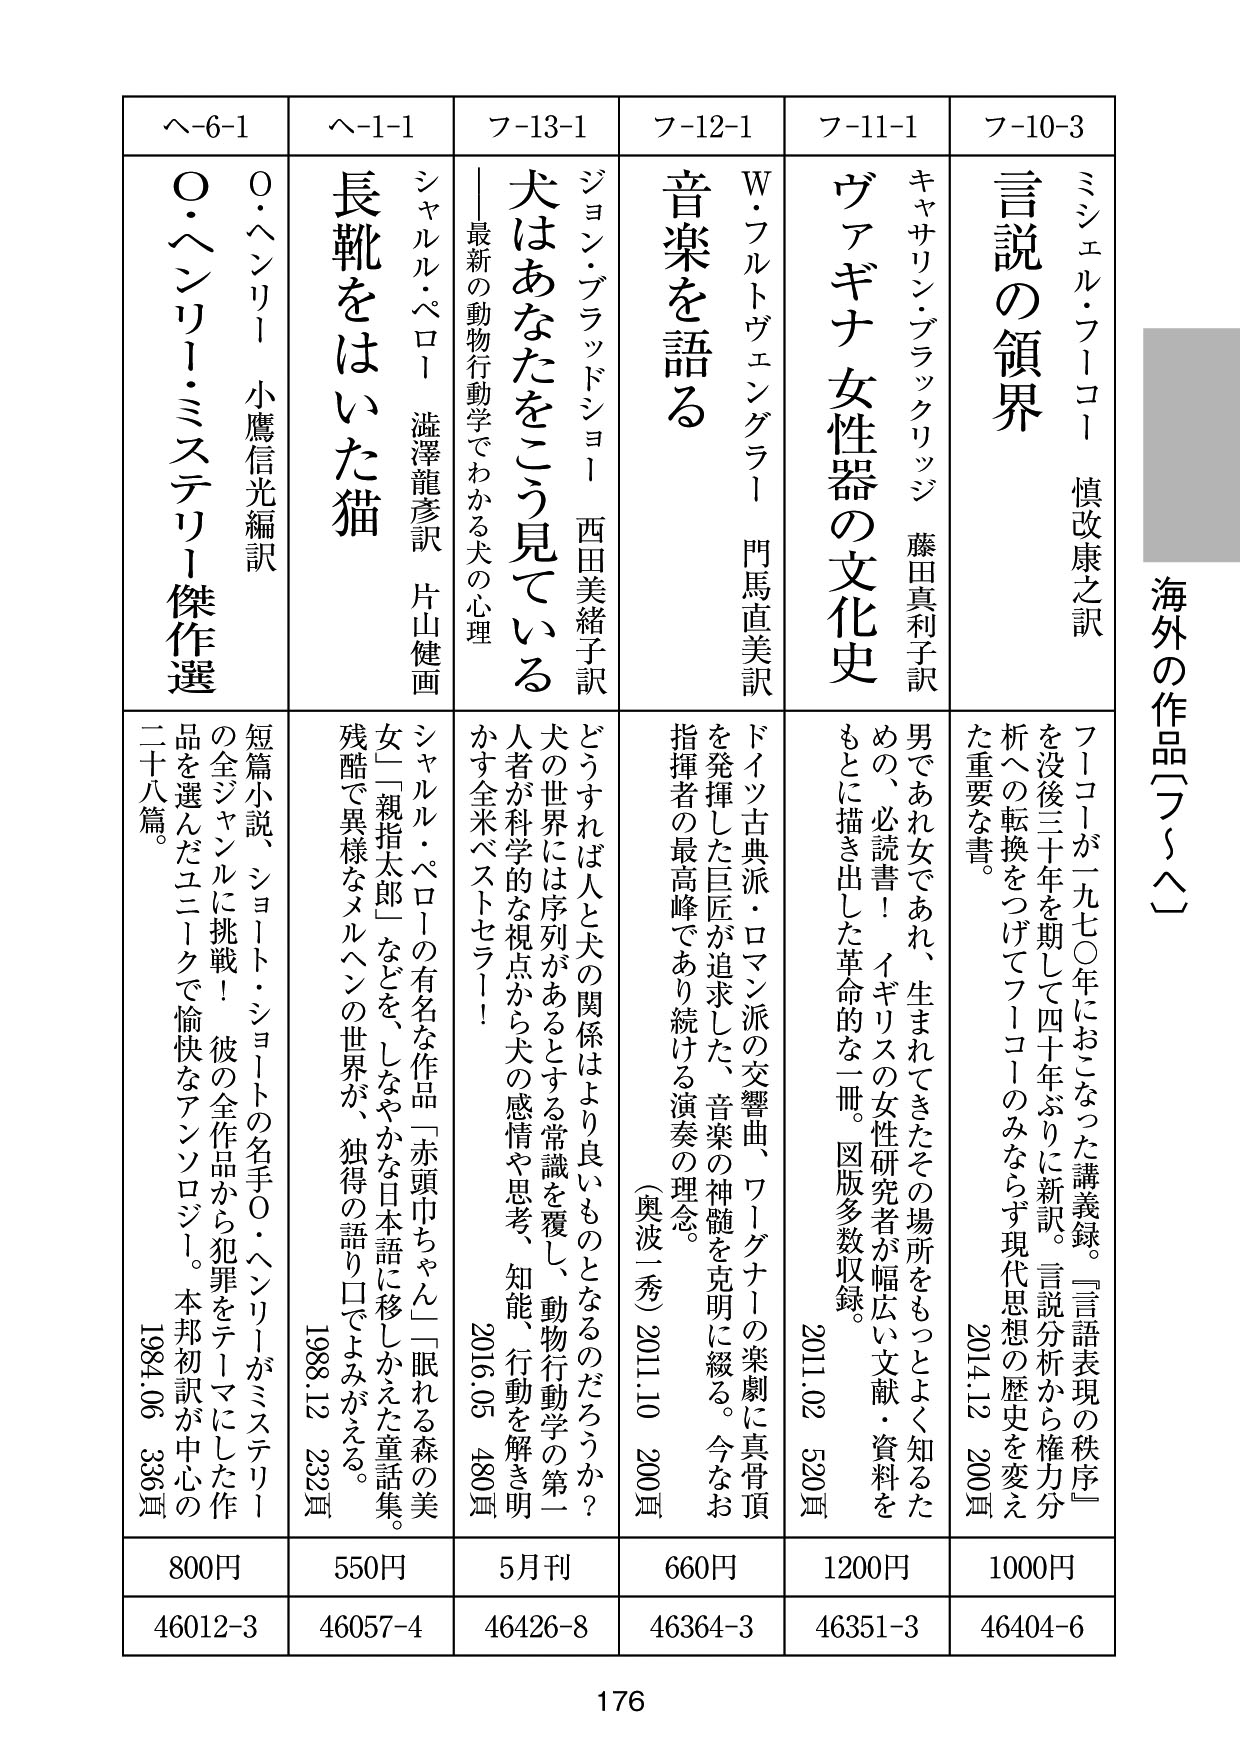 海外の作品〔フ～ヘ〕
フ-10-3
ミシェル・フーコー　慎改康之訳
言説の領界
フーコーが一九七〇年におこなった講義録。『言語表現の秩序』
を没後三十年を期して四十年ぶりに新訳。言説分析から権力分
析への転換をつげてフーコーのみならず現代思想の歴史を変え
た重要な書。
2014.12　200頁
1000円
46404-6
フ-11-1
キャサリン・ブラックリッジ　藤田真利子訳
ヴァギナ 女性器の文化史
男であれ女であれ、生まれてきたその場所をもっとよく知るた
めの、必読書！　イギリスの女性研究者が幅広い文献・資料を
もとに描き出した革命的な一冊。図版多数収録。
2011.02　520頁
1200円
46351-3
フ-12-1
W・フルトヴェングラー　門馬直美訳
音楽を語る
ドイツ古典派・ロマン派の交響曲、ワーグナーの楽劇に真骨頂
を発揮した巨匠が追求した、音楽の神髄を克明に綴る。今なお
指揮者の最高峰であり続ける演奏の理念。
（奥波一秀）2011.10　200頁
660円
46364-3
フ-13-1
ジョン・ブラッドショー　西田美緒子訳
犬はあなたをこう見ている
――最新の動物行動学でわかる犬の心理
どうすれば人と犬の関係はより良いものとなるのだろうか？
犬の世界には序列があるとする常識を覆し、動物行動学の第一
人者が科学的な視点から犬の感情や思考、知能、行動を解き明
かす全米ベストセラー！
2016.05　480頁
5月刊
46426-8
ヘ-1-1
シャルル・ペロー　澁澤龍彦訳　片山健画
長靴をはいた猫
シャルル・ペローの有名な作品「赤頭巾ちゃん」「眠れる森の美
女」「親指太郎」などを、しなやかな日本語に移しかえた童話集。
残酷で異様なメルヘンの世界が、独得の語り口でよみがえる。
1988.12　232頁
550円
46057-4
ヘ-6-1
O・ヘンリー　小鷹信光編訳
O・ヘンリー・ミステリー傑作選
短篇小説、ショート・ショートの名手O・ヘンリーがミステリー
の全ジャンルに挑戦！　彼の全作品から犯罪をテーマにした作
品を選んだユニークで愉快なアンソロジー。本邦初訳が中心の
二十八篇。
1984.06　336頁
800円
46012-3
176